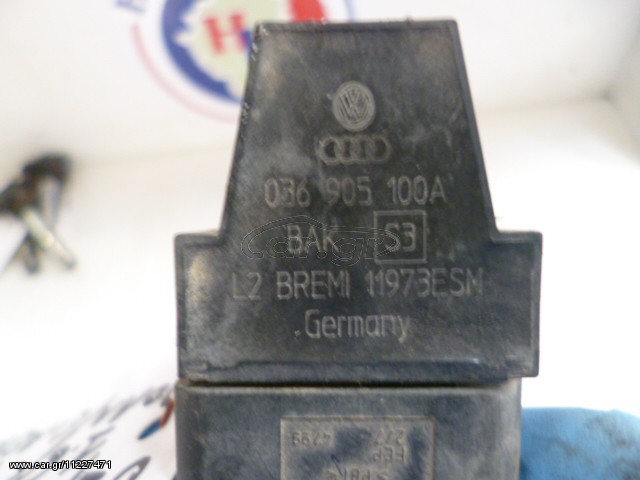 036 905 100A
BAK S3
L2 BREMI 11973ESM
.Germany
www.car.gr/11227471